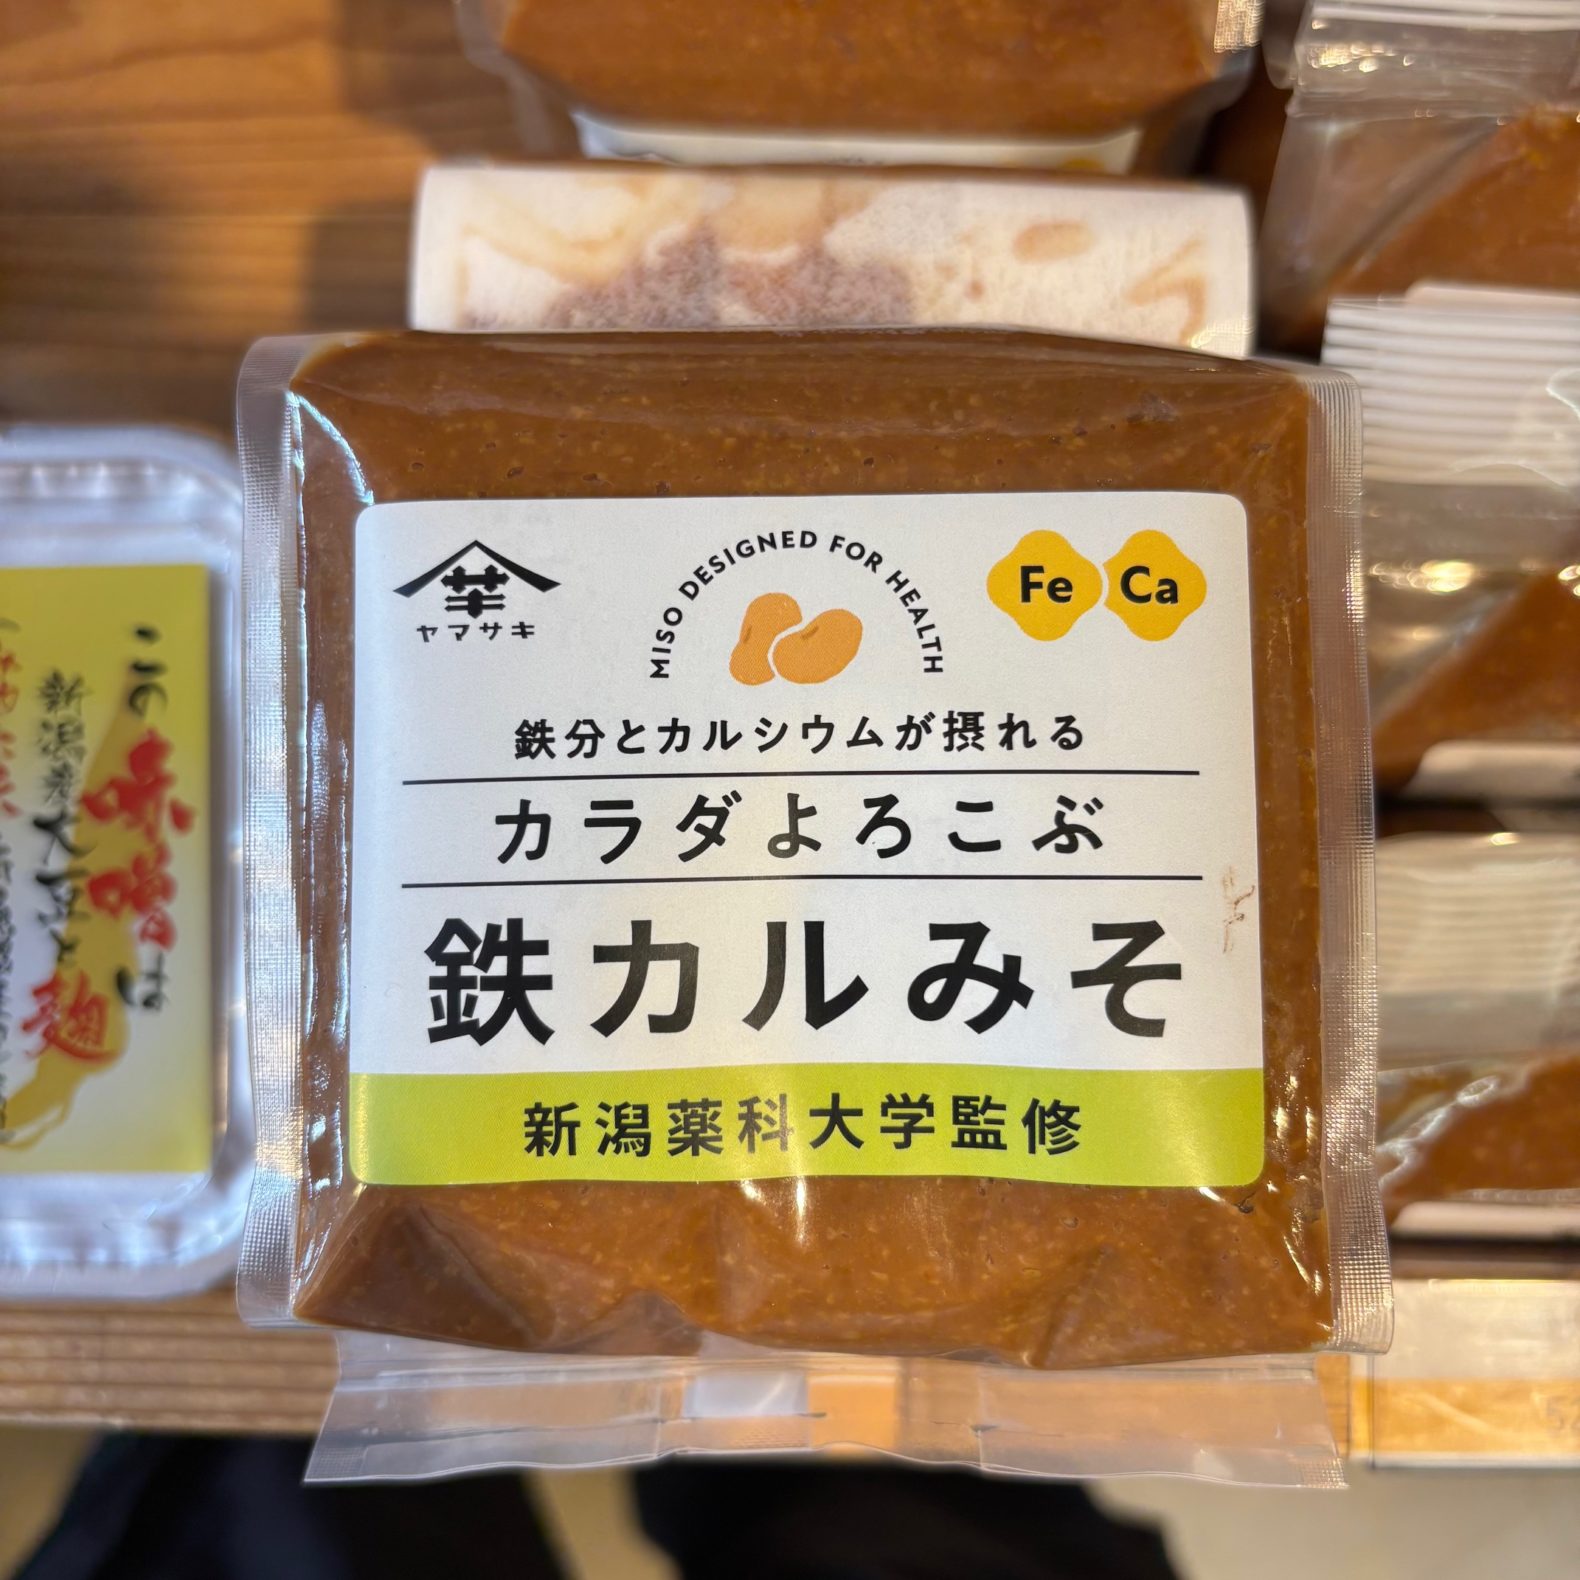 華
ヤマサキ
MISO DESIGNED FOR HEALTH
Fe Ca
鉄分とカルシウムが摂れる
カラダよろこぶ
鉄カルみそ
新潟薬科大学監修
この味噌は
新潟産大豆と
麹